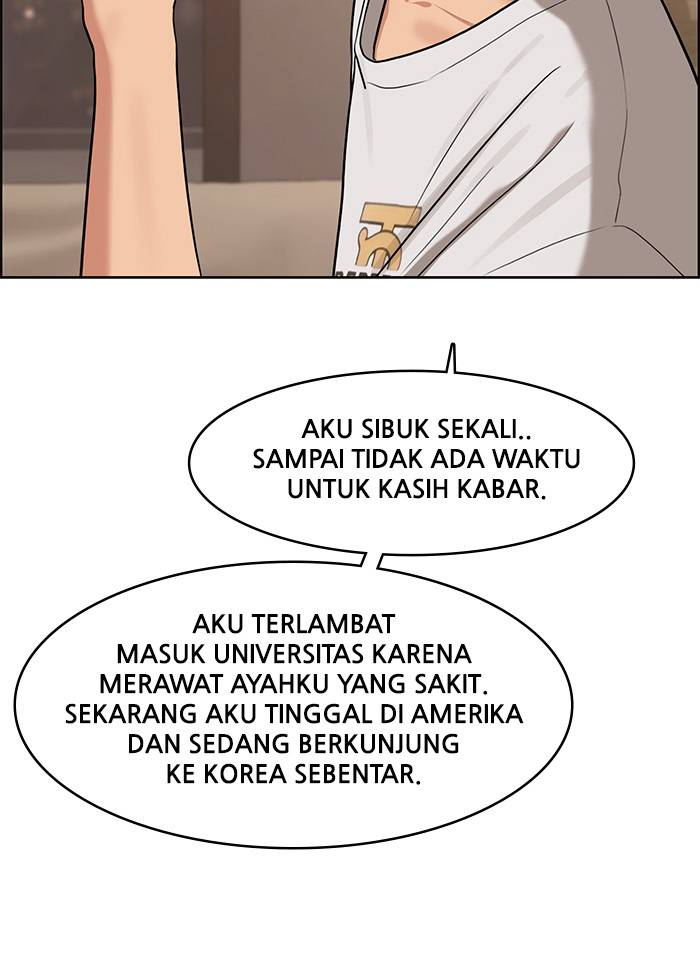 AKU SIBUK SEKALI..
SAMPAI TIDAK ADA WAKTU
UNTUK KASIH KABAR.
AKU TERLAMBAT
MASUK UNIVERSITAS KARENA
MERAWAT AYAHKU YANG SAKIT.
SEKARANG AKU TINGGAL DI AMERIKA
DAN SEDANG BERKUNJUNG
KE KOREA SEBENTAR.